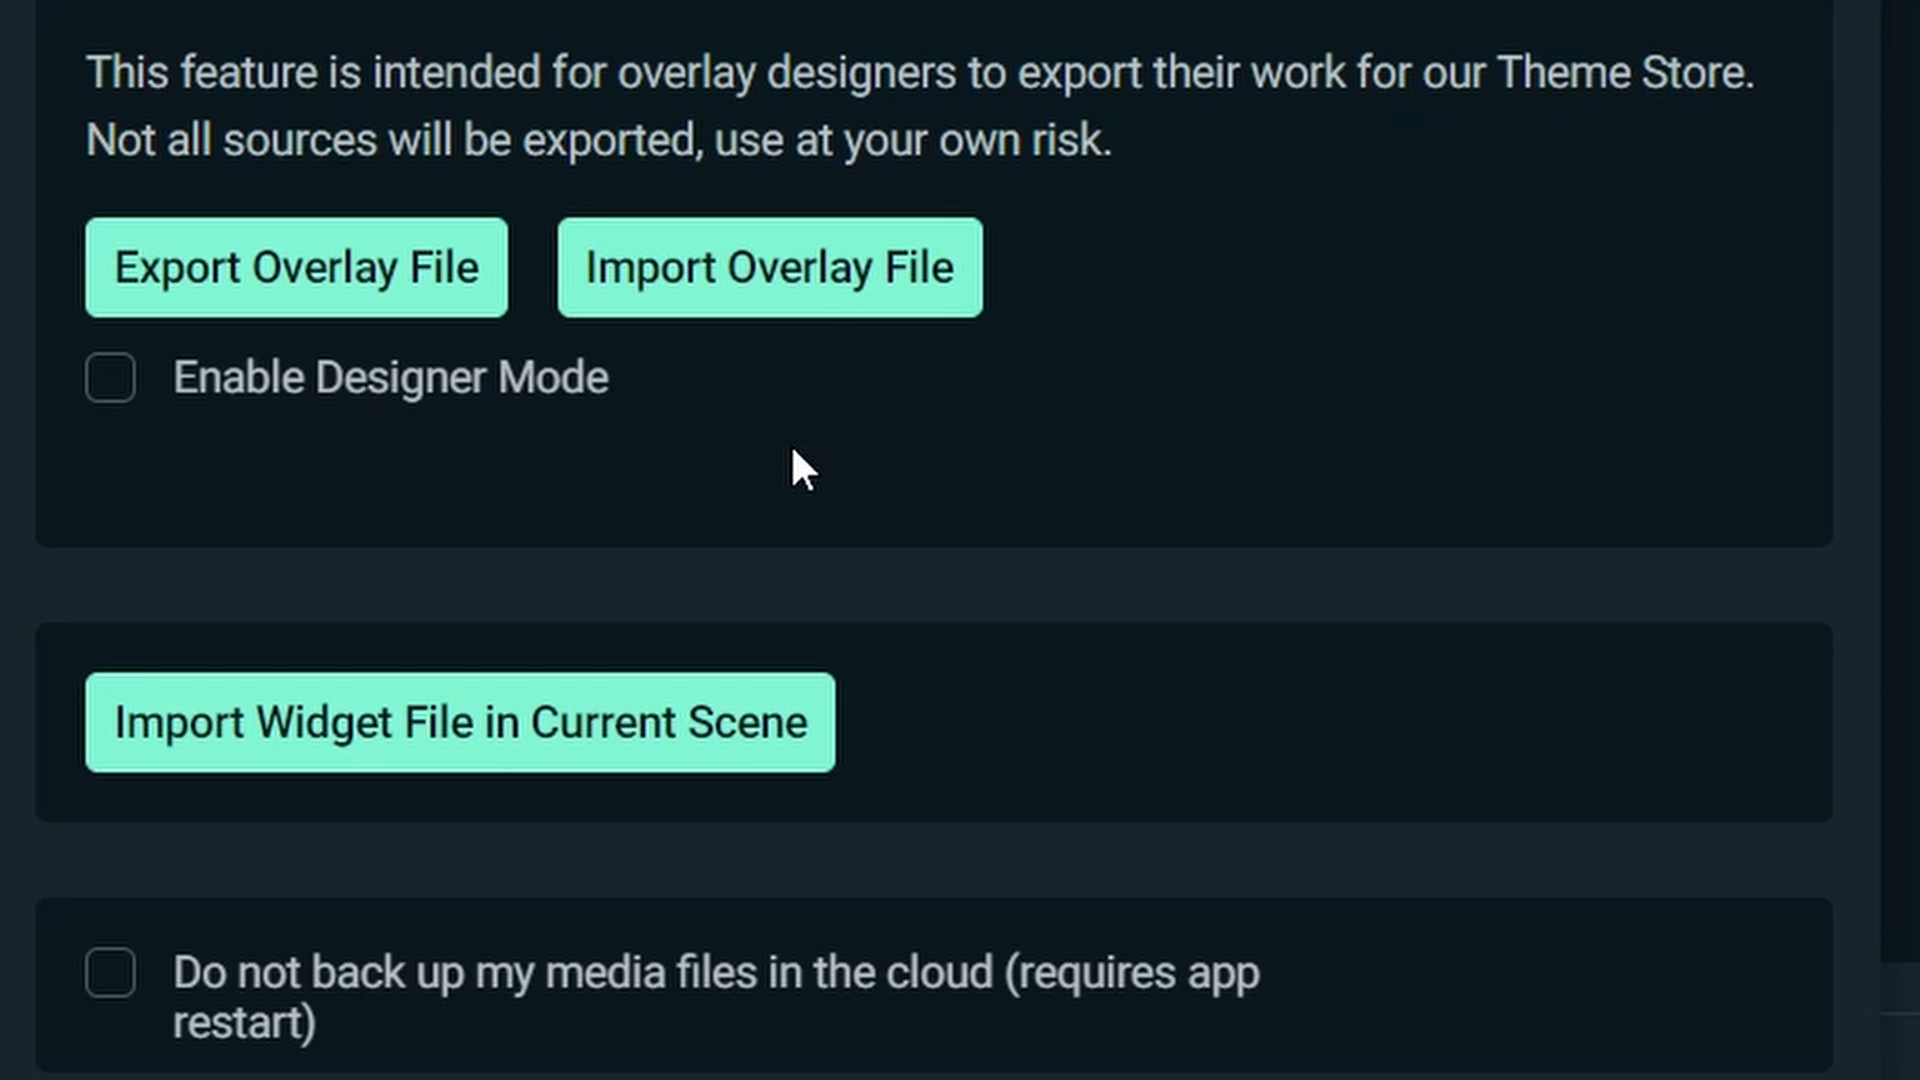 This feature is intended for overlay designers to export their work for our Theme Store.
Not all sources will be exported, use at your own risk.
Export Overlay File
Import Overlay File
Enable Designer Mode
Import Widget File in Current Scene
Do not back up my media files in the cloud (requires app
restart)